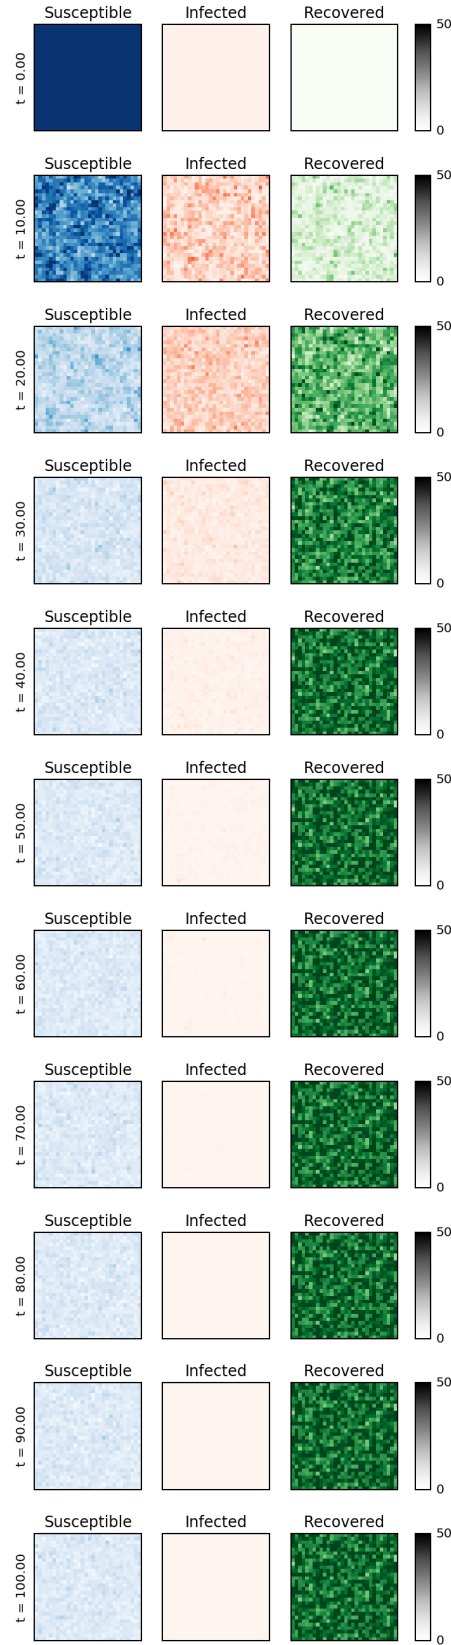 Susceptible Infected Recovered
t = 0.00
50
0
Susceptible Infected Recovered
t = 10.00
50
0
Susceptible Infected Recovered
t = 20.00
50
0
Susceptible Infected Recovered
t = 30.00
50
0
Susceptible Infected Recovered
t = 40.00
50
0
Susceptible Infected Recovered
t = 50.00
50
0
Susceptible Infected Recovered
t = 60.00
50
0
Susceptible Infected Recovered
t = 70.00
50
0
Susceptible Infected Recovered
t = 80.00
50
0
Susceptible Infected Recovered
t = 90.00
50
0
Susceptible Infected Recovered
t = 100.00
50
0